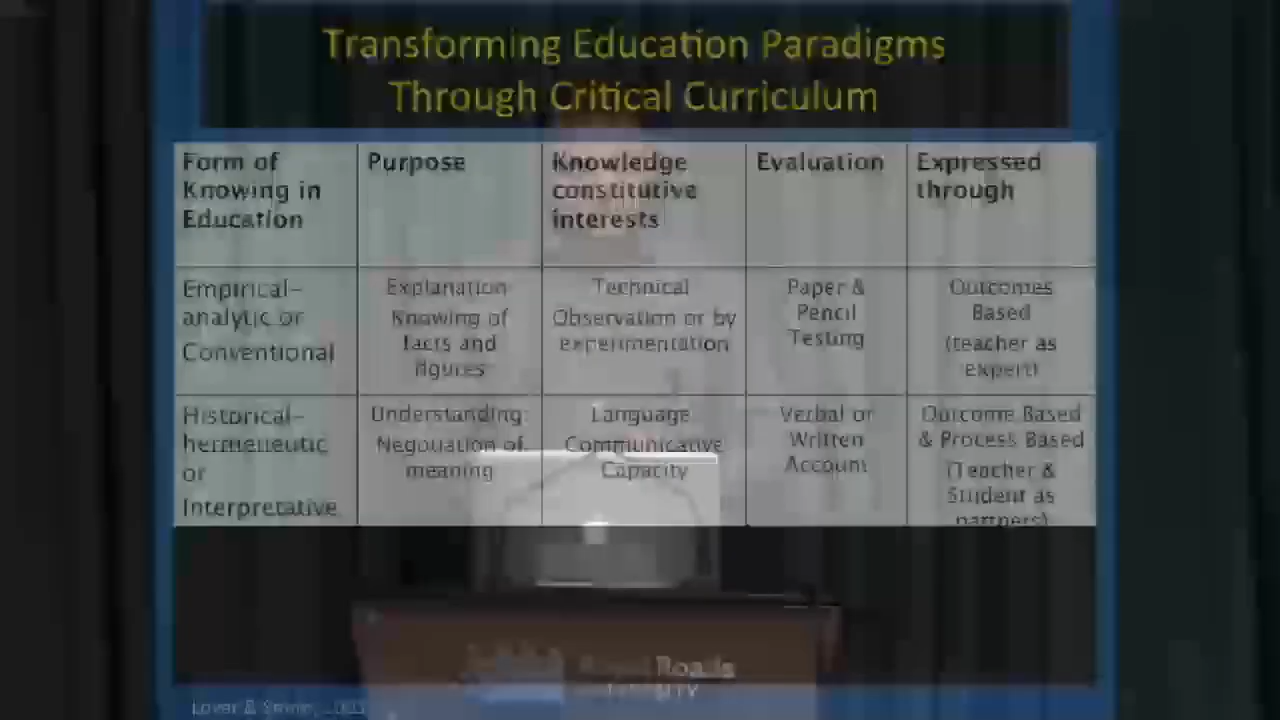 Transforming Education Paradigms
Through Critical Curriculum
Form of
Knowing in
Education
Purpose
Knowledge
constitutive
interests
Evaluation
Expressed
through
Empirical-
analytic or
Conventional
Explanation
Knowing of
facts and
figures
Technical
Observation or by
experimentation
Paper &
Pencil
Testing
Outcomes
Based
(teacher as
expert)
Historical-
hermeneutic
or
Interpretative
Understanding:
Negotiation of
meaning
Language
Communicative
Capacity
Verbal or
Written
Account
Outcome Based
& Process Based
(Teacher &
Student as
partners)
Roads